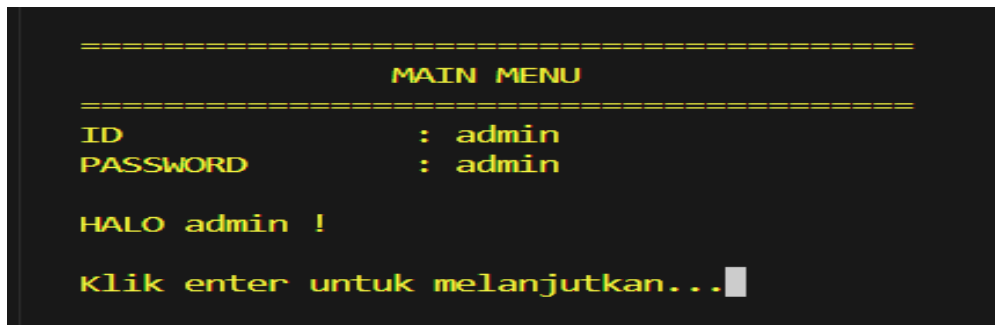 ========================================
MAIN MENU
========================================
ID : admin
PASSWORD : admin
HALO admin !
Klik enter untuk melanjutkan...